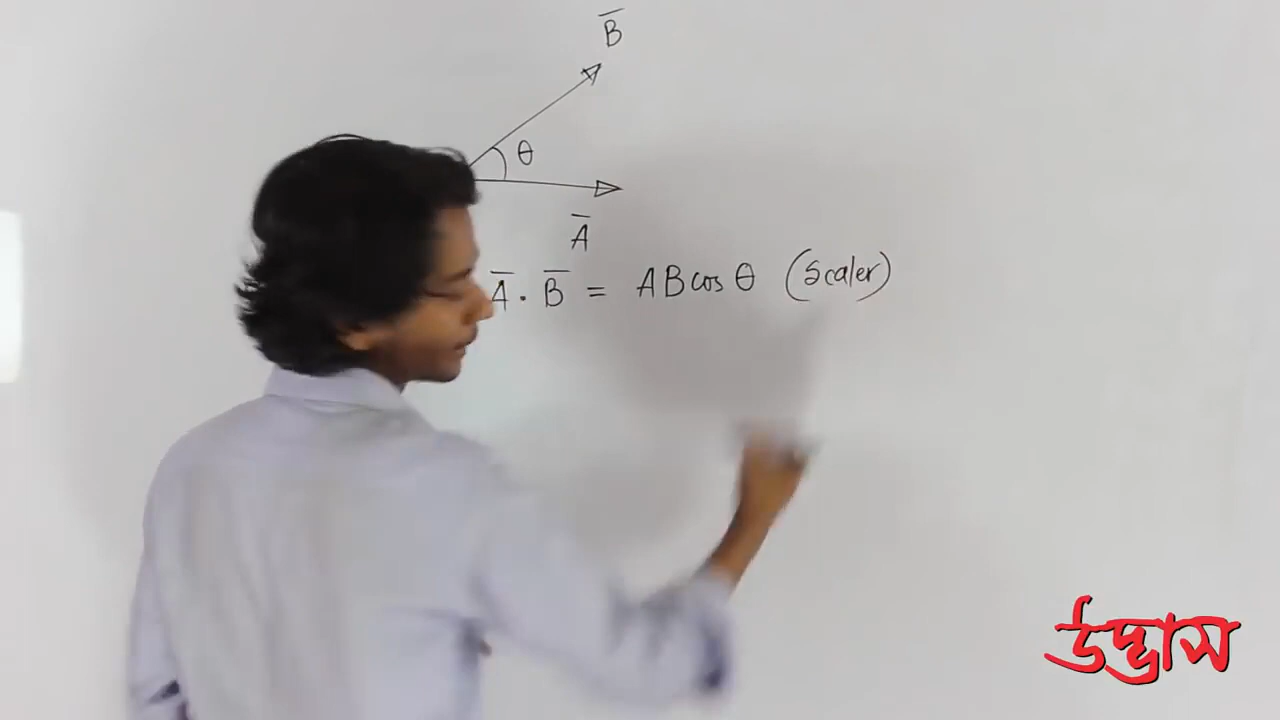 B̅
θ
A̅
A̅ · B̅ = AB cos θ (Scaler)
উদ্ভাস